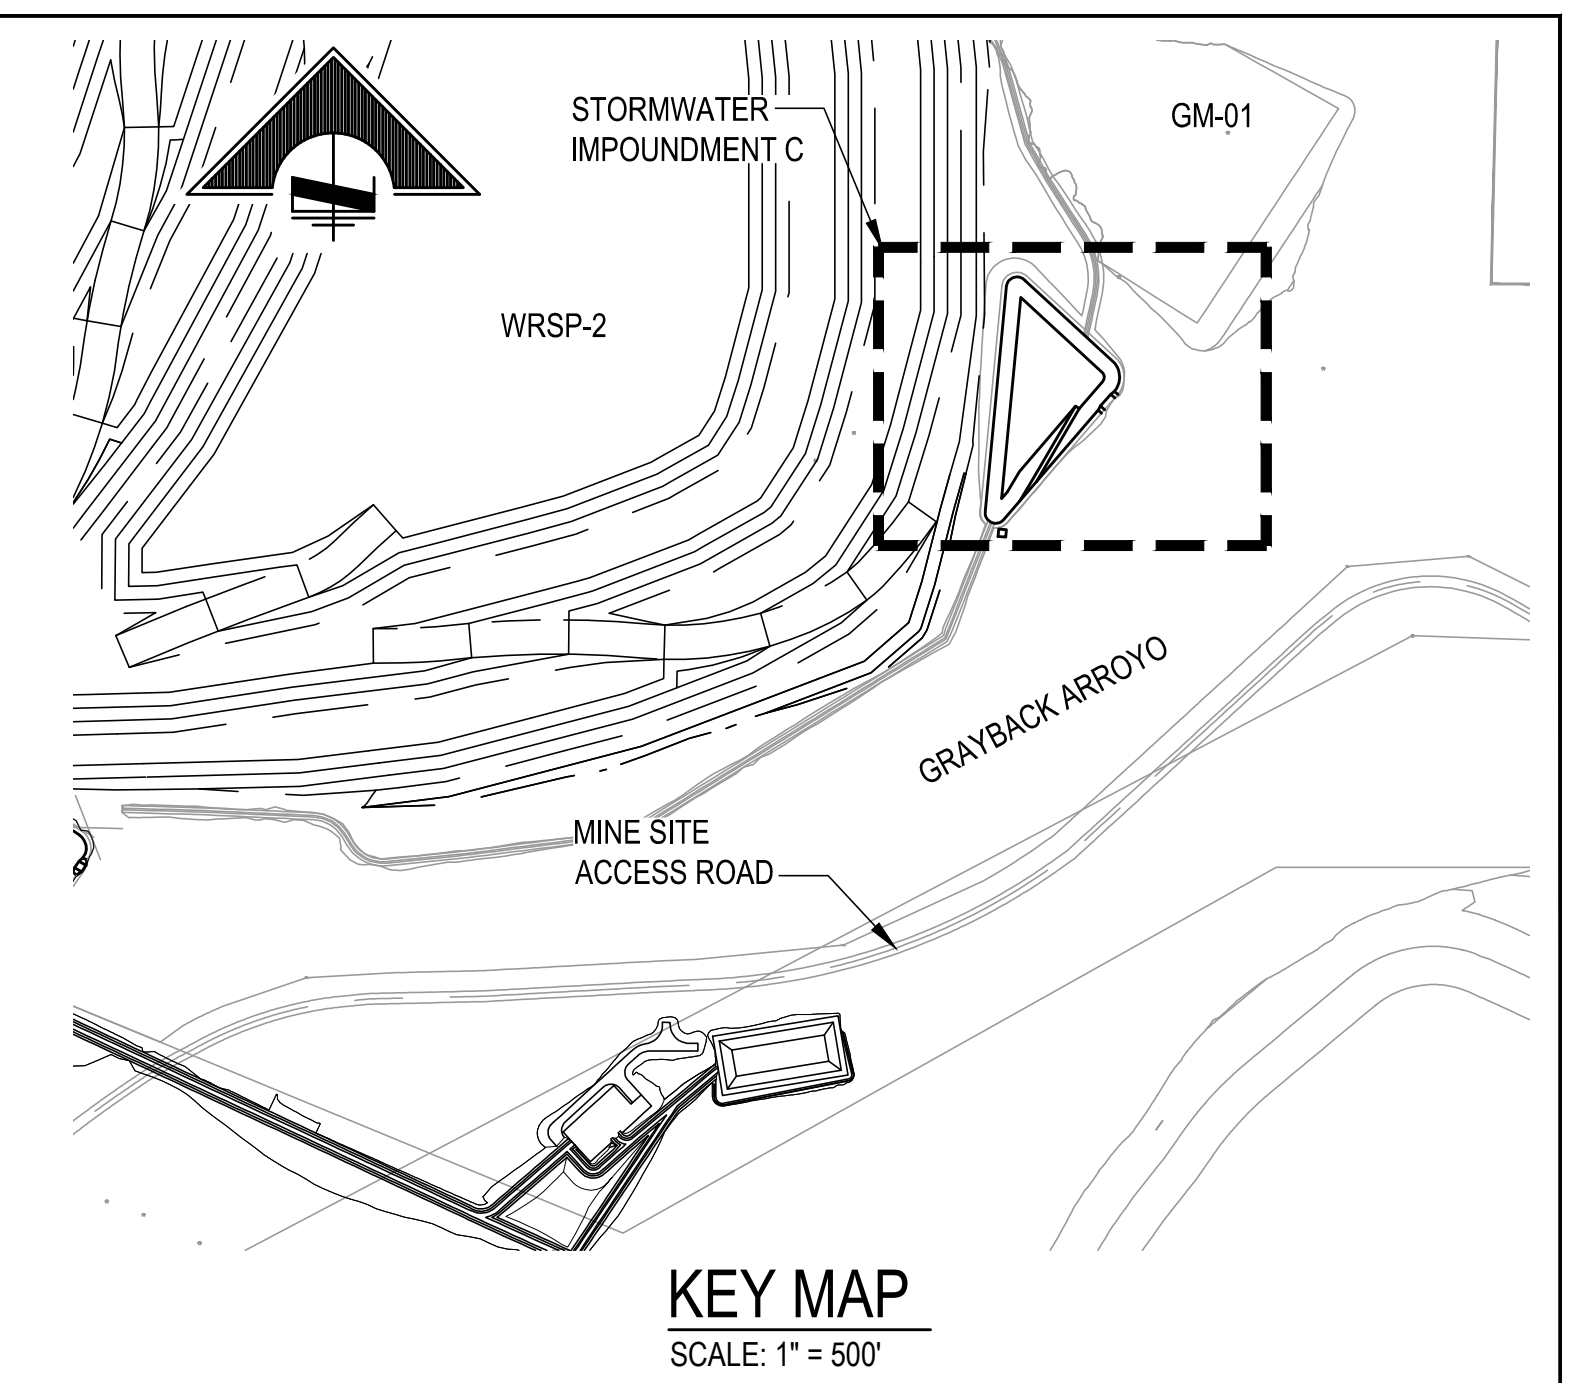 STORMWATER
IMPOUNDMENT C
GM-01
WRSP-2
GRAYBACK ARROYO
MINE SITE
ACCESS ROAD
KEY MAP
SCALE: 1" = 500'